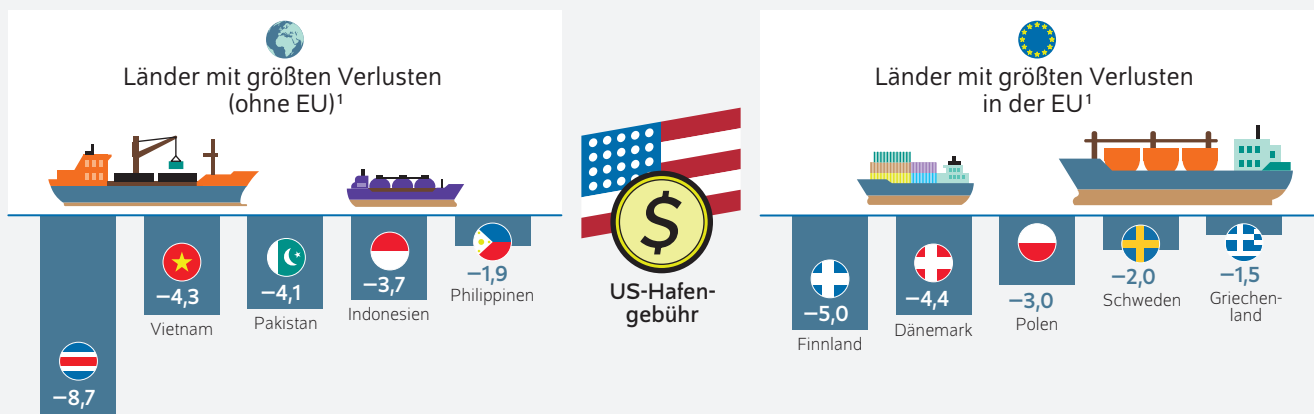 Länder mit größten Verlusten
(ohne EU)¹
−8,7
−4,3
Vietnam
−4,1
Pakistan
−3,7
Indonesien
−1,9
Philippinen
$
US-Hafen-
gebühr
Länder mit größten Verlusten
in der EU¹
−5,0
Finnland
−4,4
Dänemark
−3,0
Polen
−2,0
Schweden
−1,5
Griechen-
land